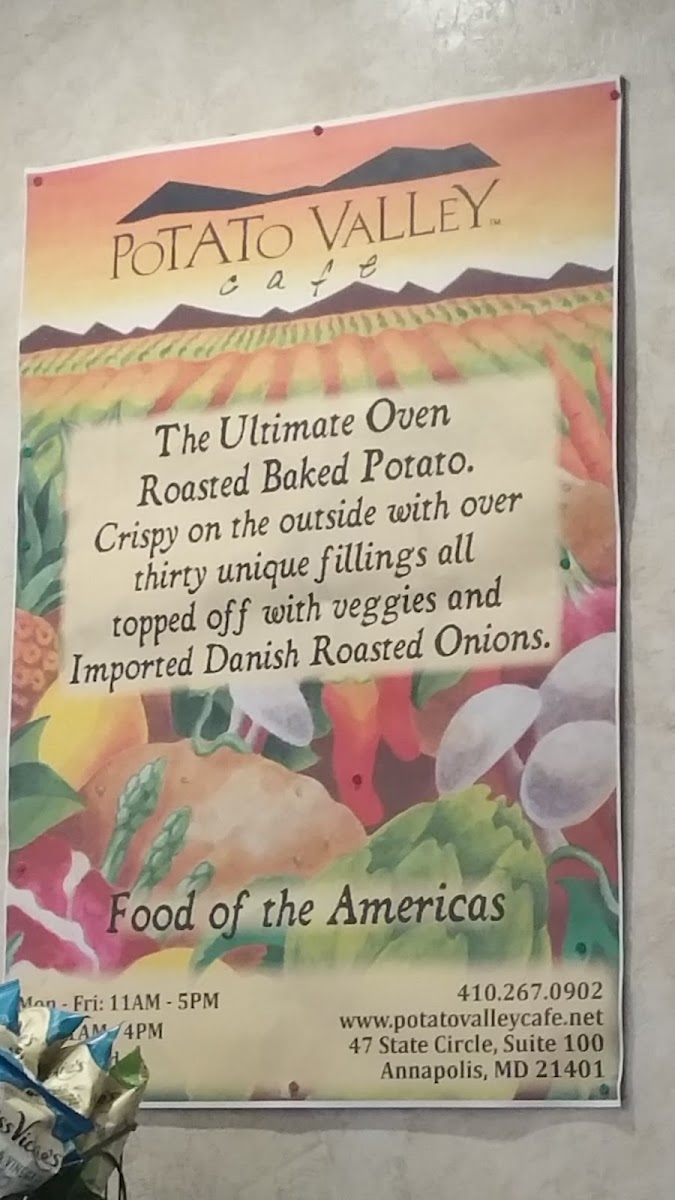 POTATO VALLEY™
cafe
The Ultimate Oven
Roasted Baked Potato.
Crispy on the outside with over
thirty unique fillings all
topped off with veggies and
Imported Danish Roasted Onions.
Food of the Americas
Mon - Fri: 11AM - 5PM
4PM
410.267.0902
www.potatovalleycafe.net
47 State Circle, Suite 100
Annapolis, MD 21401